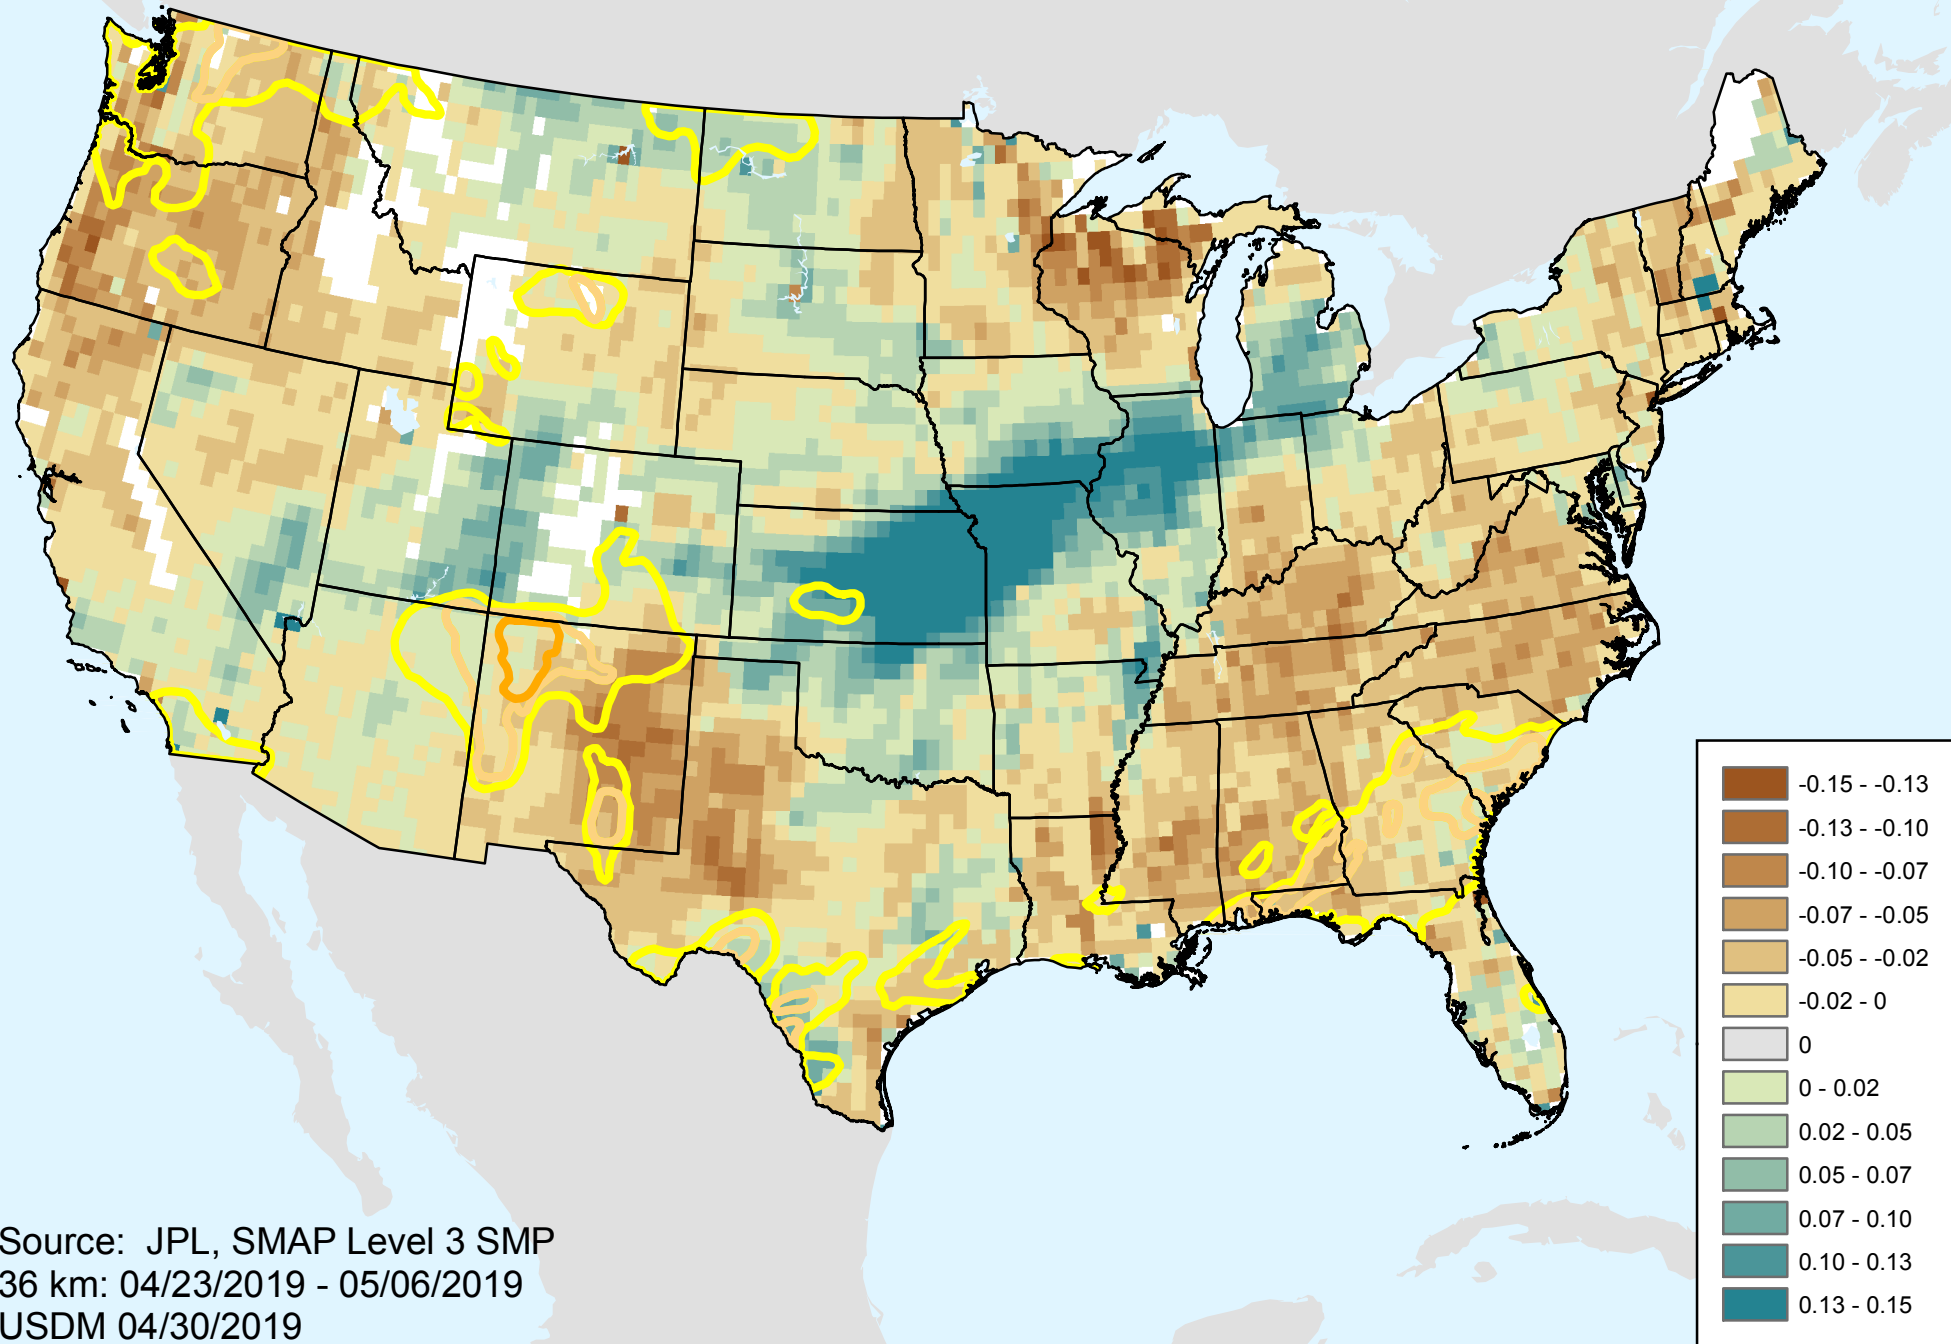 -0.15 - -0.13
-0.13 - -0.10
-0.10 - -0.07
-0.07 - -0.05
-0.05 - -0.02
-0.02 - 0
0
0 - 0.02
0.02 - 0.05
0.05 - 0.07
0.07 - 0.10
0.10 - 0.13
0.13 - 0.15
Source: JPL, SMAP Level 3 SMP
36 km: 04/23/2019 - 05/06/2019
USDM 04/30/2019